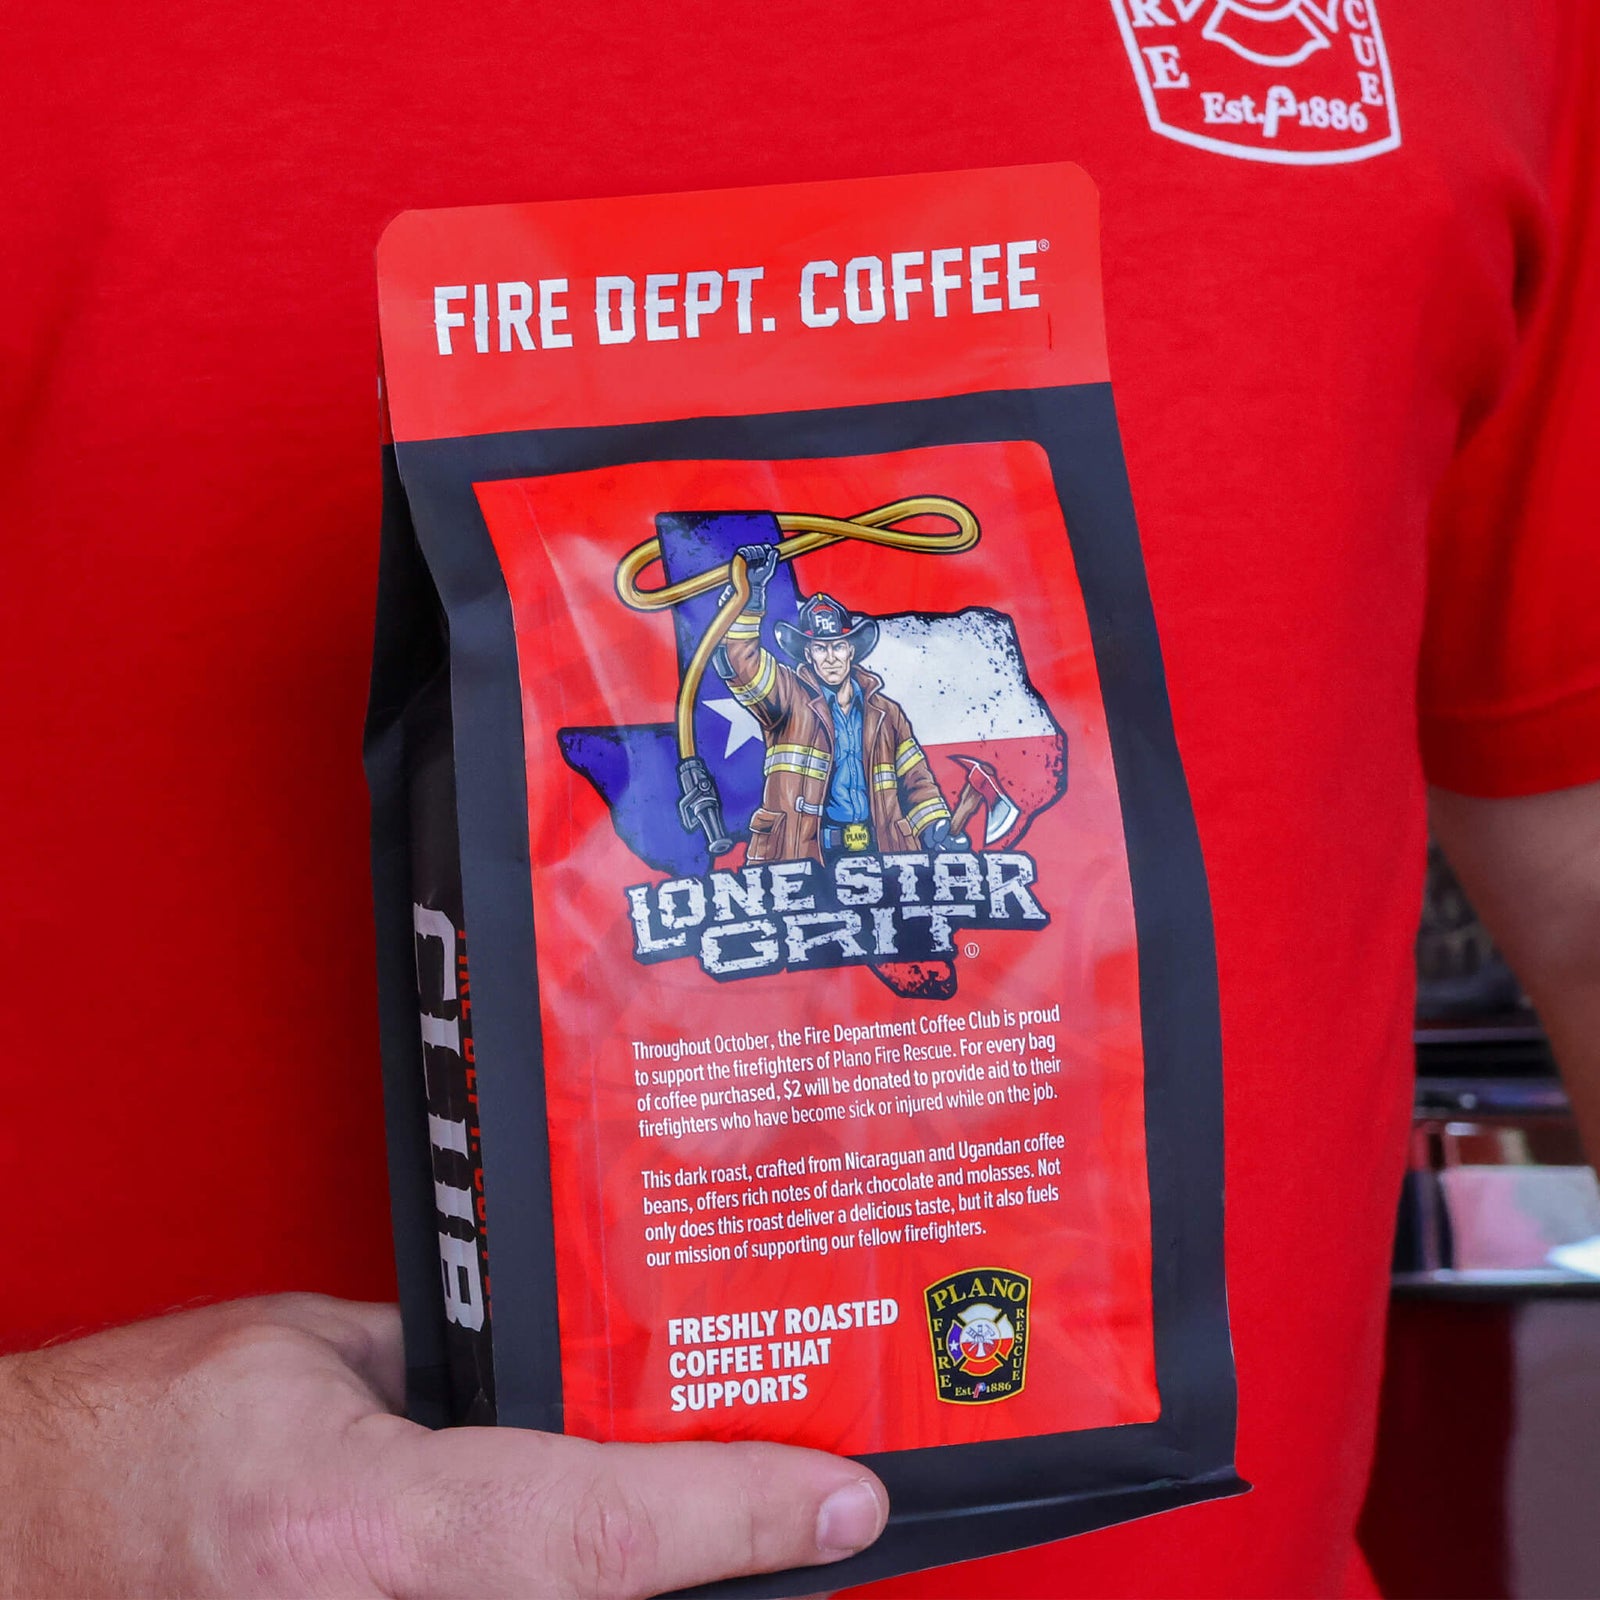 RE
CUE
Est. 1886
FIRE DEPT. COFFEE®
FDC
PLANO
LONE STAR
GRIT
U
Throughout October, the Fire Department Coffee Club is proud
to support the firefighters of Plano Fire Rescue. For every bag
of coffee purchased, $2 will be donated to provide aid to their
firefighters who have become sick or injured while on the job.
This dark roast, crafted from Nicaraguan and Ugandan coffee
beans, offers rich notes of dark chocolate and molasses. Not
only does this roast deliver a delicious taste, but it also fuels
our mission of supporting our fellow firefighters.
FRESHLY ROASTED
COFFEE THAT
SUPPORTS
PLANO
FIRE
RESCUE
Est. 1886
CLUB